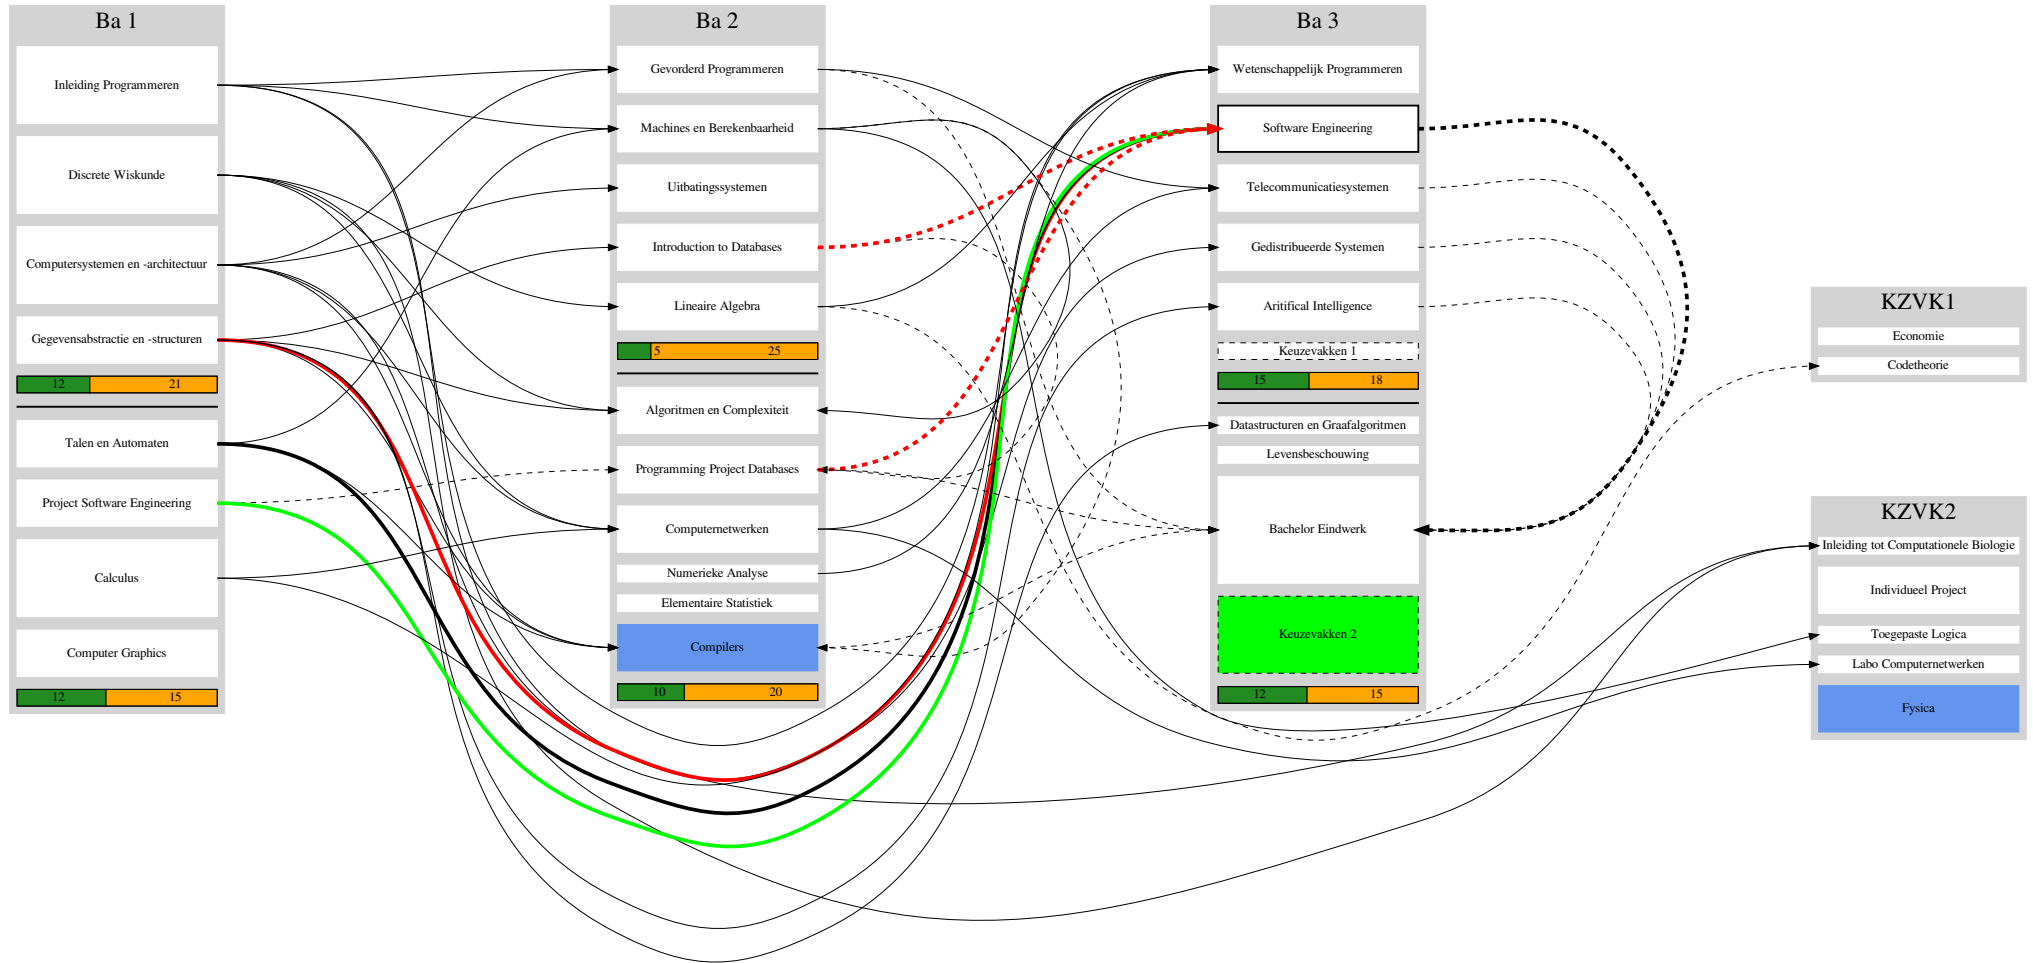 Ba 1
Inleiding Programmeren
Discrete Wiskunde
Computersystemen en -architectuur
Gegevensabstractie en -structuren
12 21
Talen en Automaten
Project Software Engineering
Calculus
Computer Graphics
12 15
Ba 2
Gevorderd Programmeren
Machines en Berekenbaarheid
Uitbatingssystemen
Introduction to Databases
Lineaire Algebra
5 25
Algoritmen en Complexiteit
Programming Project Databases
Computernetwerken
Numerieke Analyse
Elementaire Statistiek
Compilers
10 20
Ba 3
Wetenschappelijk Programmeren
Software Engineering
Telecommunicatiesystemen
Gedistribueerde Systemen
Aritifical Intelligence
Keuzevakken 1
15 18
Datastructuren en Graafalgoritmen
Levensbeschouwing
Bachelor Eindwerk
Keuzevakken 2
12 15
KZVK1
Economie
Codetheorie
KZVK2
Inleiding tot Computationele Biologie
Individueel Project
Toegepaste Logica
Labo Computernetwerken
Fysica